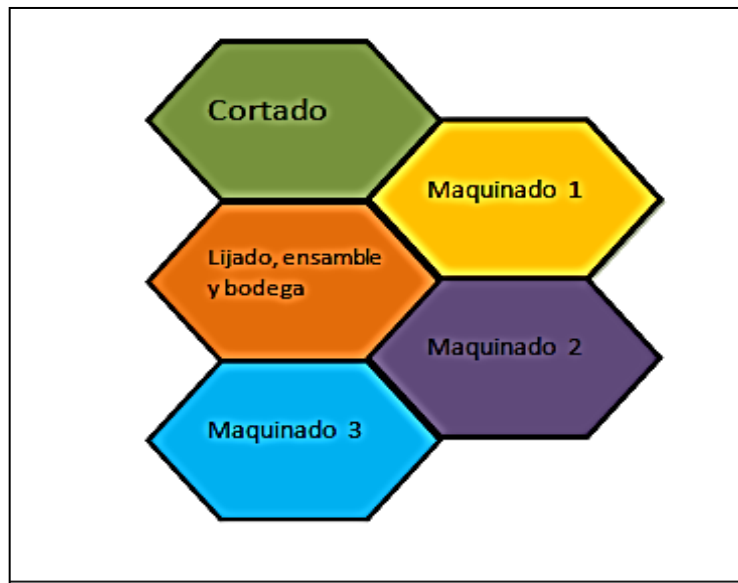 Cortado
Maquinado 1
Lijado, ensamble
y bodega
Maquinado 2
Maquinado 3